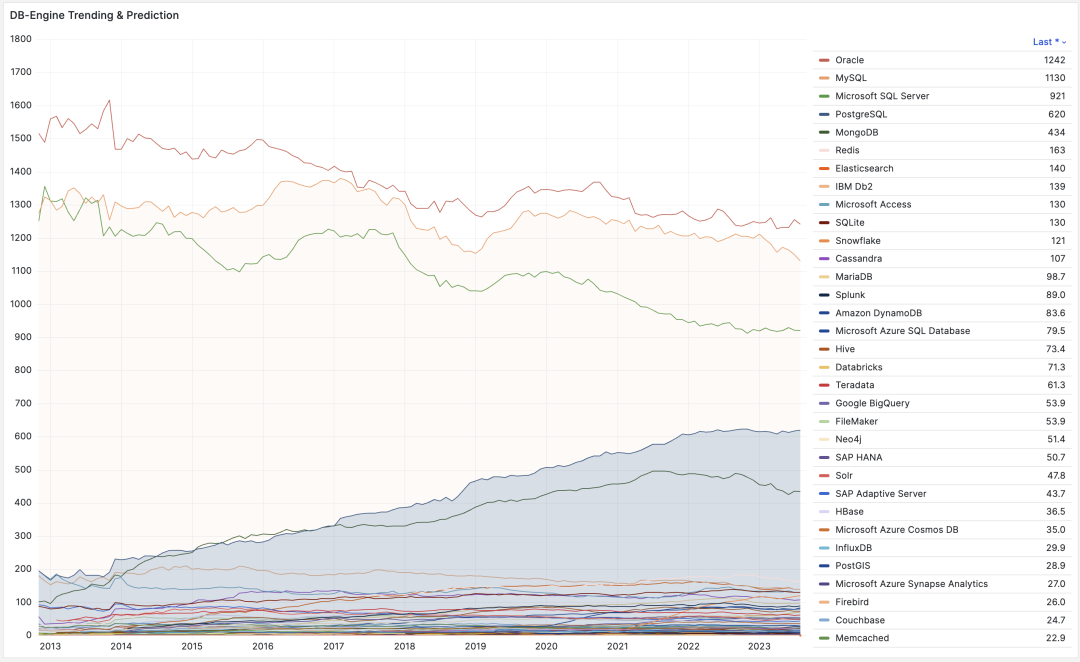 DB-Engine Trending & Prediction
1800
1700
1600
1500
1400
1300
1200
1100
1000
900
800
700
600
500
400
300
200
100
0
2013 2014 2015 2016 2017 2018 2019 2020 2021 2022 2023
Last *
Oracle 1242
MySQL 1130
Microsoft SQL Server 921
PostgreSQL 620
MongoDB 434
Redis 163
Elasticsearch 140
IBM Db2 139
Microsoft Access 130
SQLite 130
Snowflake 121
Cassandra 107
MariaDB 98.7
Splunk 89.0
Amazon DynamoDB 83.6
Microsoft Azure SQL Database 79.5
Hive 73.4
Databricks 71.3
Teradata 61.3
Google BigQuery 53.9
FileMaker 53.9
Neo4j 51.4
SAP HANA 50.7
Solr 47.8
SAP Adaptive Server 43.7
HBase 36.5
Microsoft Azure Cosmos DB 35.0
InfluxDB 29.9
PostGIS 28.9
Microsoft Azure Synapse Analytics 27.0
Firebird 26.0
Couchbase 24.7
Memcached 22.9